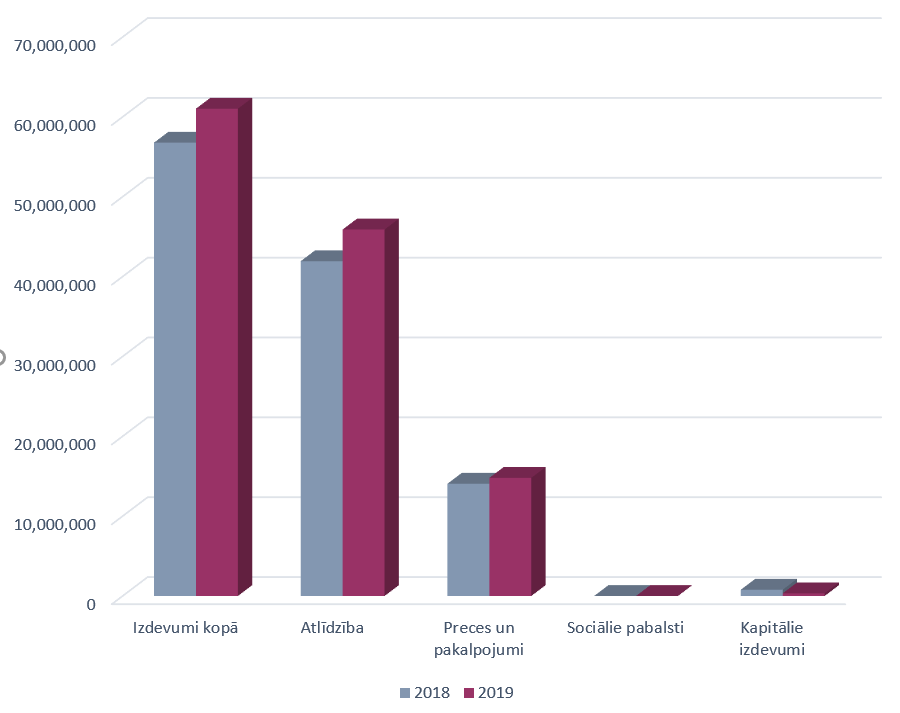 70,000,000
60,000,000
50,000,000
40,000,000
30,000,000
20,000,000
10,000,000
0
Izdevumi kopā
Atlīdzība
Preces un
pakalpojumi
Sociālie pabalsti
Kapitālie
izdevumi
2018
2019